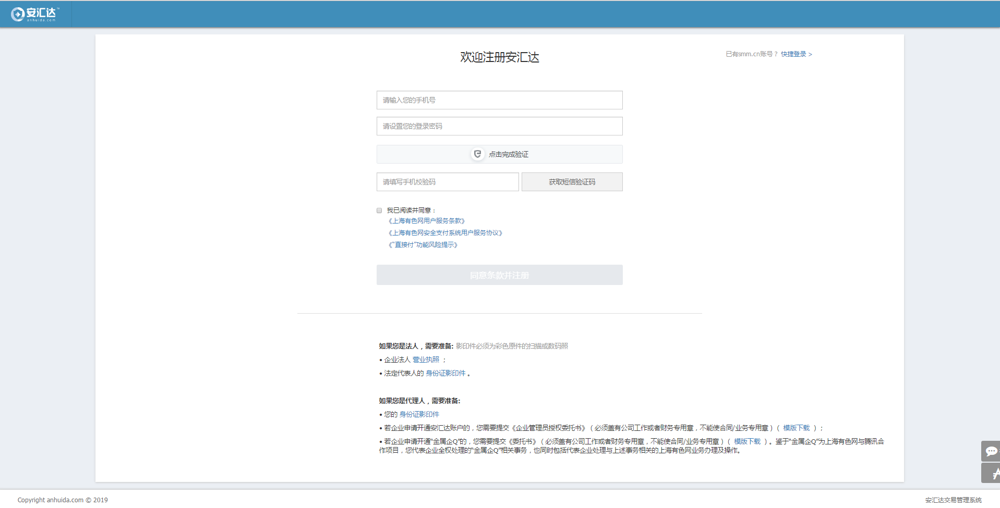 安汇达™
anhuida.com
欢迎注册安汇达
已有smm.cn账号？ 快捷登录 >
请输入您的手机号
请设置您的登录密码
点击完成验证
请填写手机校验码
获取短信验证码
我已阅读并同意：
《上海有色网用户服务条款》
《上海有色网安全支付系统用户服务协议》
《“直接付”功能风险提示》
同意条款并注册
如果您是法人，需要准备: 影印件必须为彩色原件的扫描或数码照
• 企业法人 营业执照 ；
• 法定代表人的 身份证影印件 。
如果您是代理人，需要准备:
• 您的 身份证影印件
• 若企业申请开通安汇达账户的，您需要提交《企业管理员授权委托书》（必须盖有公司工作或者财务专用章，不能使合同/业务专用章）（ 模版下载 ）；
• 若企业申请开通“金属企Q”的，您需要提交《委托书》（必须盖有公司工作或者财务专用章，不能使合同/业务专用章）（ 模版下载 ）。鉴于“金属企Q”为上海有色网与腾讯合
作项目，您代表企业全权处理的“金属企Q”相关事务，也同时包括代表企业处理与上述事务相关的上海有色网业务办理及操作。
Copyright anhuida.com © 2019
安汇达交易管理系统